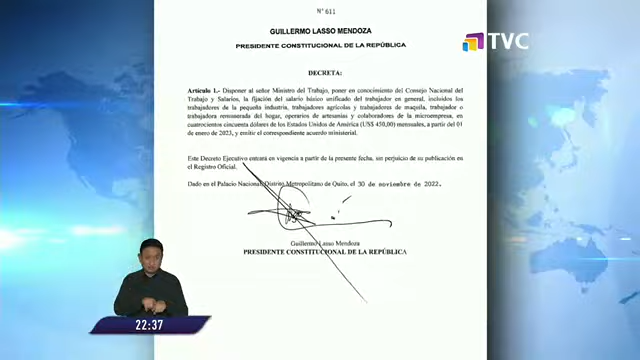 N° 611
GUILLERMO LASSO MENDOZA
PRESIDENTE CONSTITUCIONAL DE LA REPÚBLICA
TVC
DECRETA:
Artículo 1.- Disponer al señor Ministro del Trabajo, poner en conocimiento del Consejo Nacional del
Trabajo y Salarios, la fijación del salario básico unificado del trabajador en general, incluidos los
trabajadores de la pequeña industria, trabajadores agrícolas y trabajadores de maquila, trabajador o
trabajadora remunerada del hogar, operarios de artesanías y colaboradores de la microempresa, en
cuatrocientos cincuenta dólares de los Estados Unidos de América (US$ 450,00) mensuales, a partir del 01
de enero de 2023, y emitir el correspondiente acuerdo ministerial.
Este Decreto Ejecutivo entrará en vigencia a partir de la presente fecha, sin perjuicio de su publicación en
el Registro Oficial.
Dado en el Palacio Nacional, Distrito Metropolitano de Quito, el 30 de noviembre de 2022.
Guillermo Lasso Mendoza
PRESIDENTE CONSTITUCIONAL DE LA REPÚBLICA
22:37